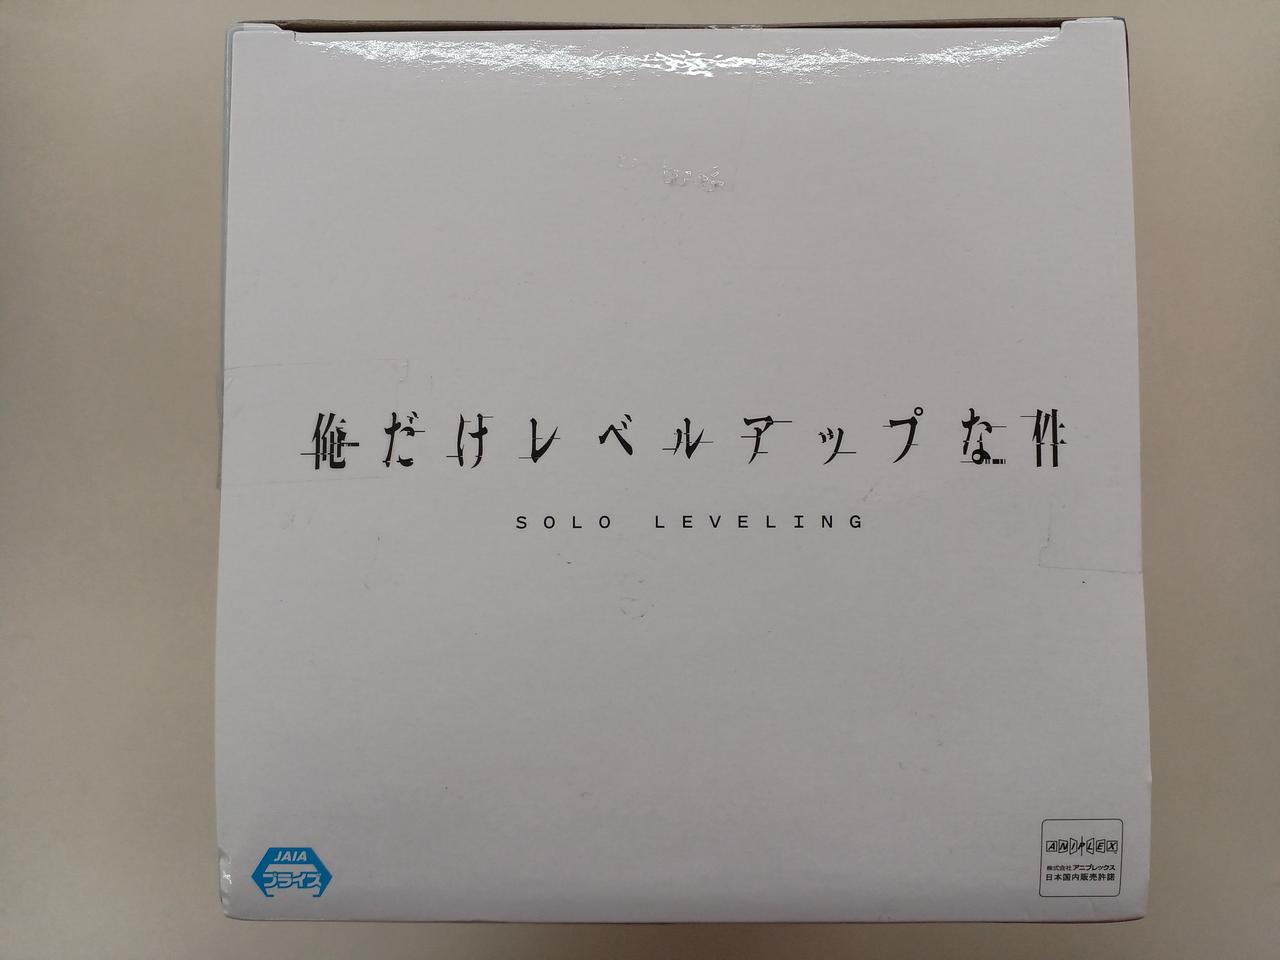 俺だけレベルアップな件
SOLO LEVELING
JAIA
プライズ
ANIPLEX
株式会社アニプレックス
日本国内販売許諾